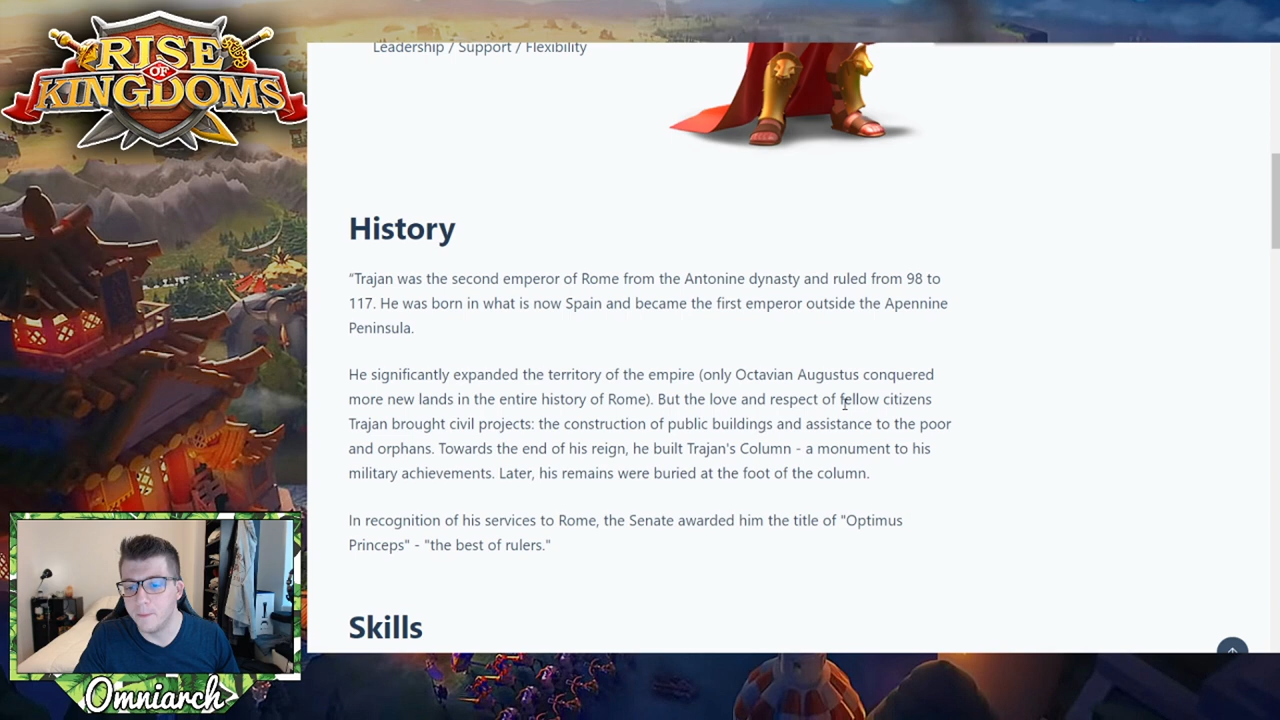 RISE
OF
KINGDOMS
Leadership / Support / Flexibility
History
"Trajan was the second emperor of Rome from the Antonine dynasty and ruled from 98 to
117. He was born in what is now Spain and became the first emperor outside the Apennine
Peninsula.
He significantly expanded the territory of the empire (only Octavian Augustus conquered
more new lands in the entire history of Rome). But the love and respect of fellow citizens
Trajan brought civil projects: the construction of public buildings and assistance to the poor
and orphans. Towards the end of his reign, he built Trajan's Column - a monument to his
military achievements. Later, his remains were buried at the foot of the column.
In recognition of his services to Rome, the Senate awarded him the title of "Optimus
Princeps" - "the best of rulers."
Skills
Omniarch